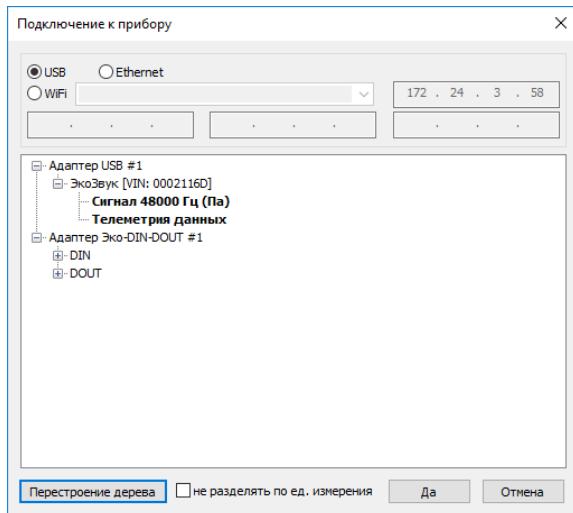 Подключение к прибору
USB Ethernet
WiFi 172 . 24 . 3 . 58
. . . . . . . . .
Адаптер USB #1
ЭкоЗвук [VIN: 0002116D]
Сигнал 48000 Гц (Па)
Телеметрия данных
Адаптер Эко-DIN-DOUT #1
DIN
DOUT
Перестроение дерева не разделять по ед. измерения Да Отмена